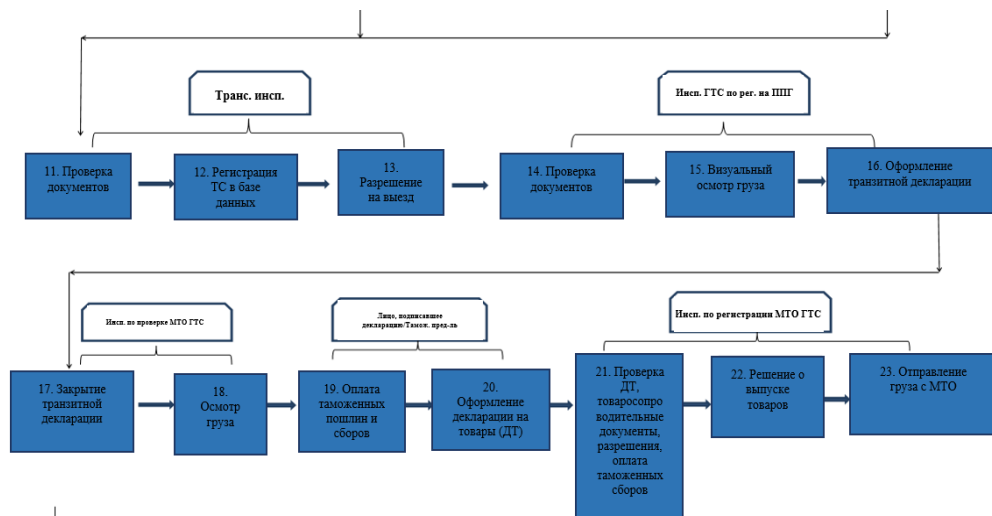 Транс. инсп.
Инсп. ГТС по рег. на ППГ
11. Проверка
документов
12. Регистрация
ТС в базе
данных
13.
Разрешение
на выезд
14. Проверка
документов
15. Визуальный
осмотр груза
16. Оформление
транзитной декларации
Инсп. по проверке МТО ГТС
Лицо, подписавшее
декларацию/Тамож. пред-ль
Инсп. по регистрации МТО ГТС
17. Закрытие
транзитной
декларации
18.
Осмотр
груза
19. Оплата
таможенных
пошлин и
сборов
20.
Оформление
декларации на
товары (ДТ)
21. Проверка
ДТ,
товаросопро
водительные
документы,
разрешения,
оплата
таможенных
сборов
22. Решение о
выпуске
товаров
23. Отправление
груза с МТО